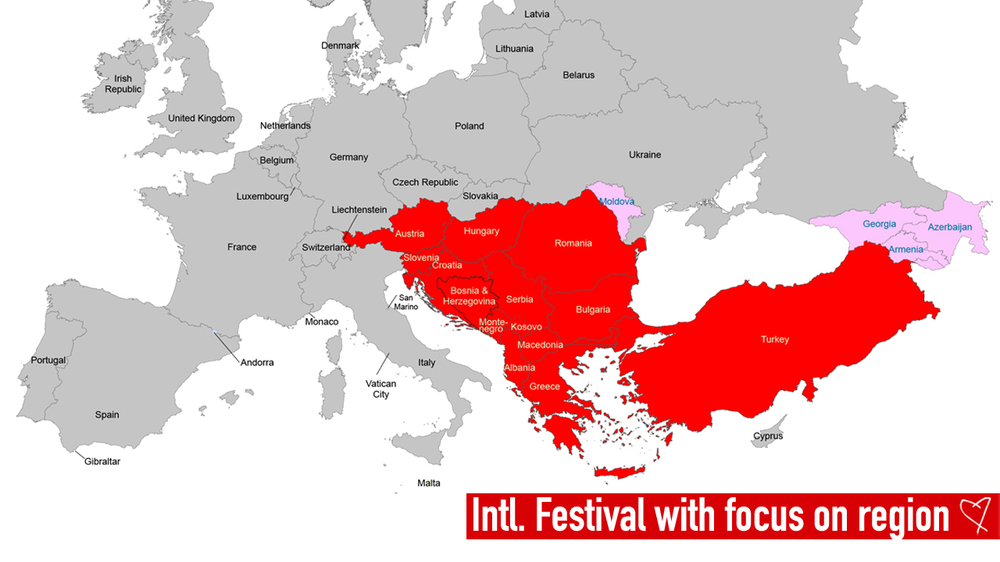 Latvia
Denmark
Lithuania
Irish
Republic
Belarus
United Kingdom
Netherlands
Poland
Germany
Belgium
Ukraine
Czech Republic
Luxembourg
Slovakia
Moldova
Liechtenstein
Georgia
Azerbaijan
Austria
Hungary
Romania
France
Switzerland
Armenia
Slovenia
Croatia
Bosnia &
Herzegovina
San
Marino
Serbia
Bulgaria
Monaco
Monte-
negro
Kosovo
Turkey
Macedonia
Portugal
Andorra
Italy
Albania
Vatican
City
Greece
Spain
Cyprus
Gibraltar
Malta
Intl. Festival with focus on region